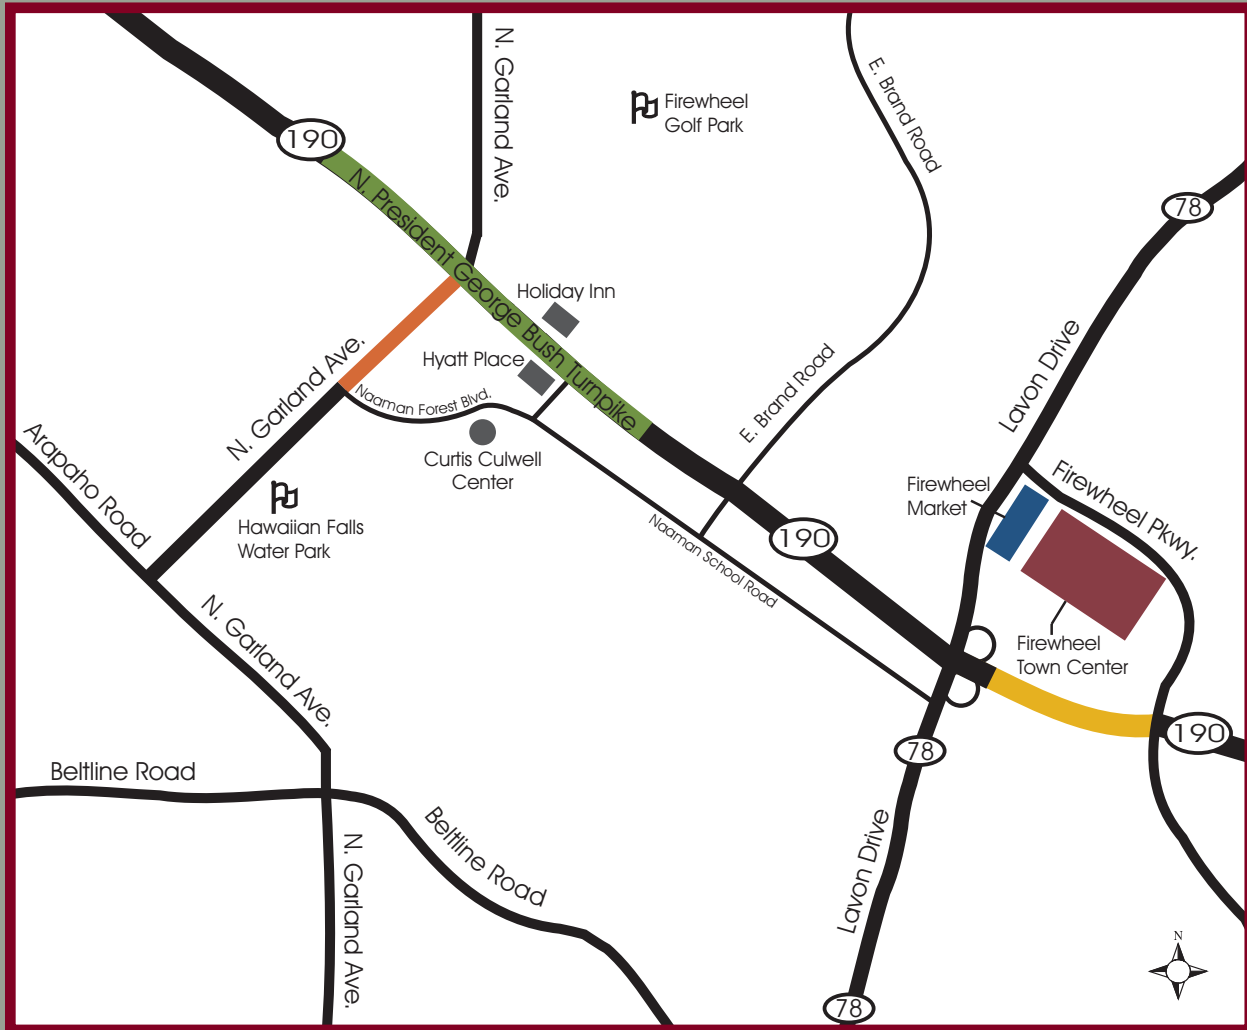 N. Garland Ave.
Firewheel
Golf Park
E. Brand Road
190
N. President George Bush Turnpike
78
Holiday Inn
Hyatt Place
N. Garland Ave.
Naaman Forest Blvd.
Curtis Culwell
Center
E. Brand Road
Lavon Drive
Arapaho Road
Hawaiian Falls
Water Park
Firewheel
Market
Firewheel Pkwy.
190
Naaman School Road
Firewheel
Town Center
N. Garland Ave.
190
78
Beltline Road
Beltline Road
N. Garland Ave.
Lavon Drive
N
78